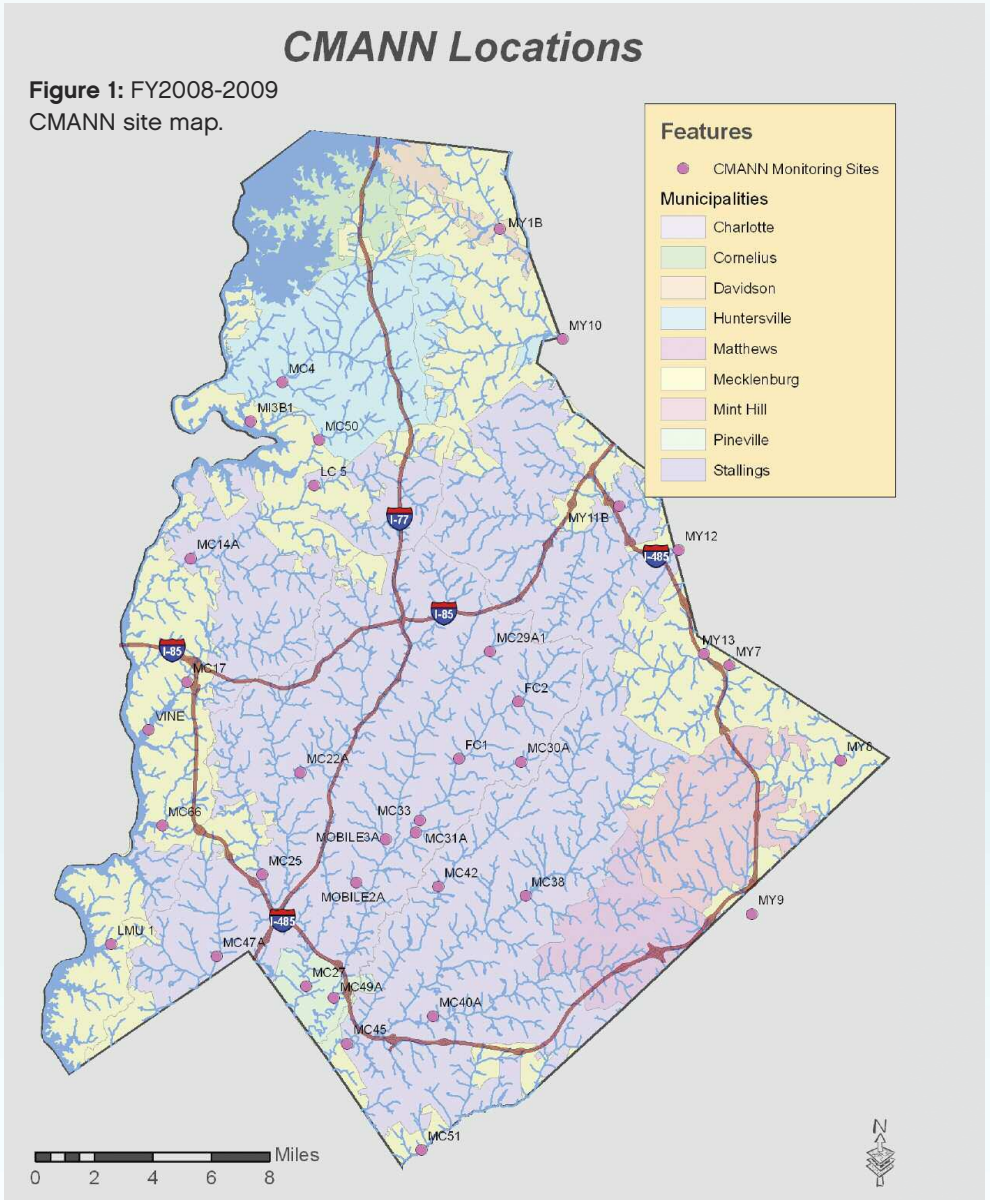 CMANN Locations
Figure 1: FY2008-2009
CMANN site map.
Features
CMANN Monitoring Sites
Municipalities
Charlotte
Cornelius
Davidson
Huntersville
Matthews
Mecklenburg
Mint Hill
Pineville
Stallings
MY1B
MY10
MC4
MI3B1
MC50
LC 5
I-77
MY11B
MY12
I-485
MC14A
I-85
MC29A1
MY13
MY7
I-85
MC17
FC2
VINE
FC1
MC30A
MY8
MC22A
MC33
MC66
MOBILE3A
MC31A
MC25
MC42
MC38
MOBILE2A
MY9
I-485
LMU 1
MC47A
MC27
MC49A
MC40A
MC45
MC51
N
Miles
0 2 4 6 8